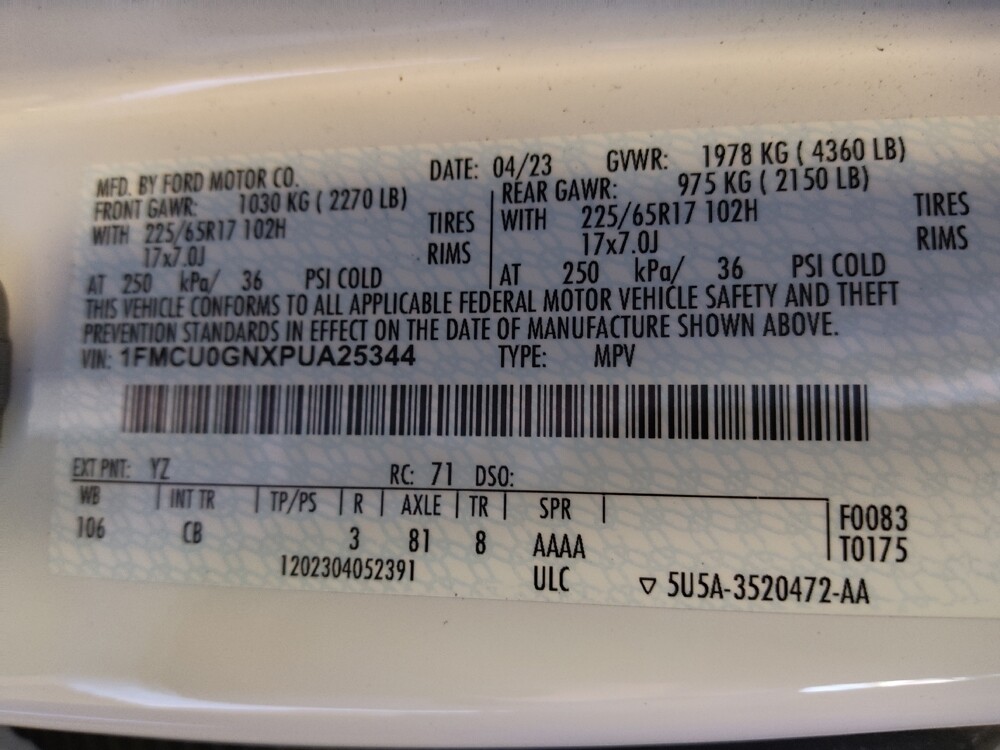 MFD. BY FORD MOTOR CO. DATE: 04/23 GVWR: 1978 KG ( 4360 LB)
FRONT GAWR: 1030 KG ( 2270 LB) REAR GAWR: 975 KG ( 2150 LB)
WITH 225/65R17 102H TIRES WITH 225/65R17 102H TIRES
17x7.0J RIMS 17x7.0J RIMS
AT 250 kPa/ 36 PSI COLD AT 250 kPa/ 36 PSI COLD
THIS VEHICLE CONFORMS TO ALL APPLICABLE FEDERAL MOTOR VEHICLE SAFETY AND THEFT
PREVENTION STANDARDS IN EFFECT ON THE DATE OF MANUFACTURE SHOWN ABOVE.
VIN: 1FMCU0GNXPUA25344 TYPE: MPV
EXT PNT: YZ RC: 71 DSO:
WB INT TR TP/PS R AXLE TR SPR F0083
106 CB 3 81 8 AAAA T0175
1202304052391 ULC ▽ 5U5A-3520472-AA